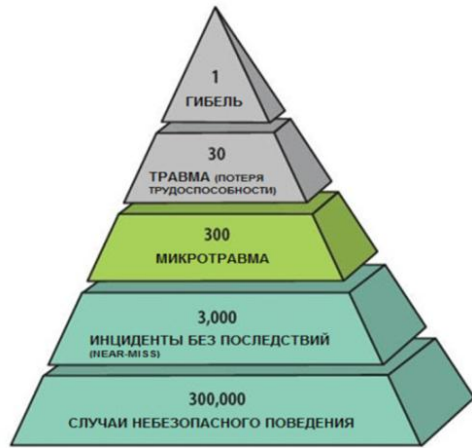 1
ГИБЕЛЬ
30
ТРАВМА (ПОТЕРЯ
ТРУДОСПОСОБНОСТИ)
300
МИКРОТРАВМА
3,000
ИНЦИДЕНТЫ БЕЗ ПОСЛЕДСТВИЙ
(NEAR-MISS)
300,000
СЛУЧАИ НЕБЕЗОПАСНОГО ПОВЕДЕНИЯ